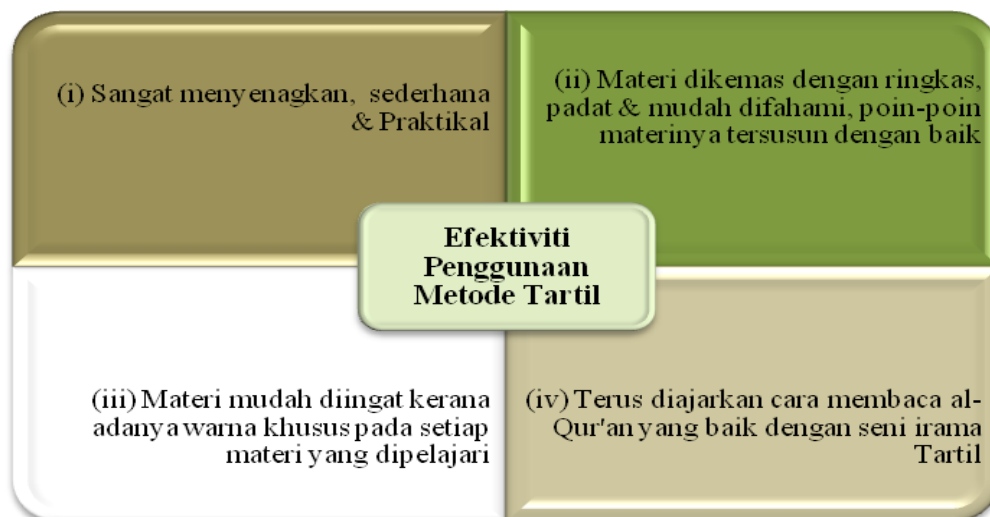 (i) Sangat menyenagkan, sederhana
& Praktikal
(ii) Materi dikemas dengan ringkas,
padat & mudah difahami, poin-poin
materinya tersusun dengan baik
Efektiviti
Penggunaan
Metode Tartil
(iii) Materi mudah diingat kerana
adanya warna khusus pada setiap
materi yang dipelajari
(iv) Terus diajarkan cara membaca al-
Qur'an yang baik dengan seni irama
Tartil